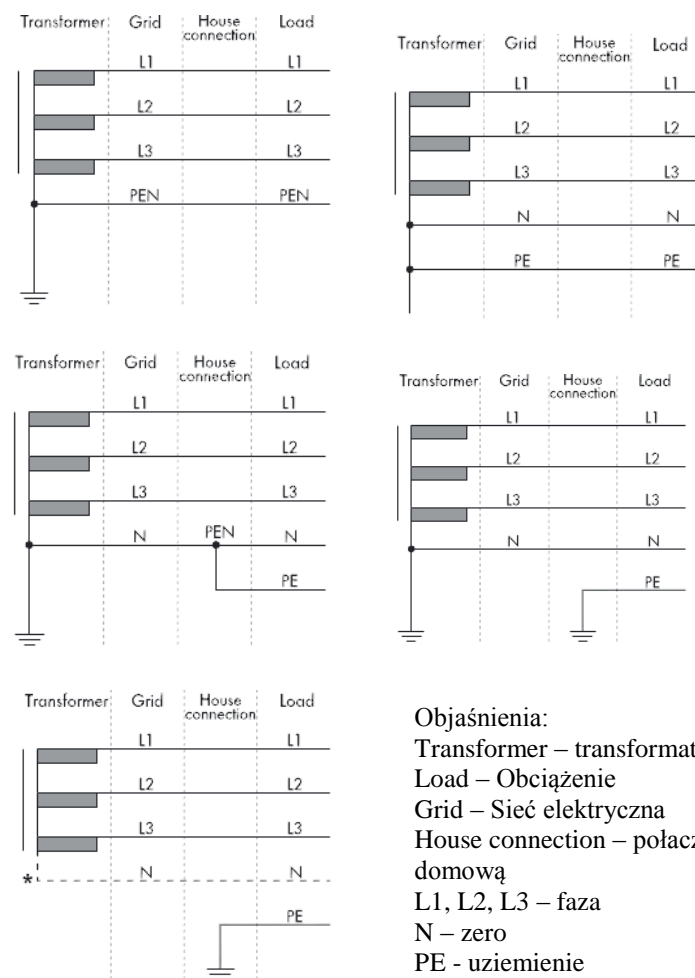 Transformer Grid House connection Load
L1 L1
L2 L2
L3 L3
PEN PEN
Transformer Grid House connection Load
L1 L1
L2 L2
L3 L3
N N
PE PE
Transformer Grid House connection Load
L1 L1
L2 L2
L3 L3
N PEN N
PE
Transformer Grid House connection Load
L1 L1
L2 L2
L3 L3
N N
PE
Transformer Grid House connection Load
L1 L1
L2 L2
L3 L3
* N N
PE
Objaśnienia:
Transformer –
Load – Obciążenie
Grid – Sieć elektryczna
House connection –
domową
L1, L2, L3 – faza
N – zero
PE - uziemienie